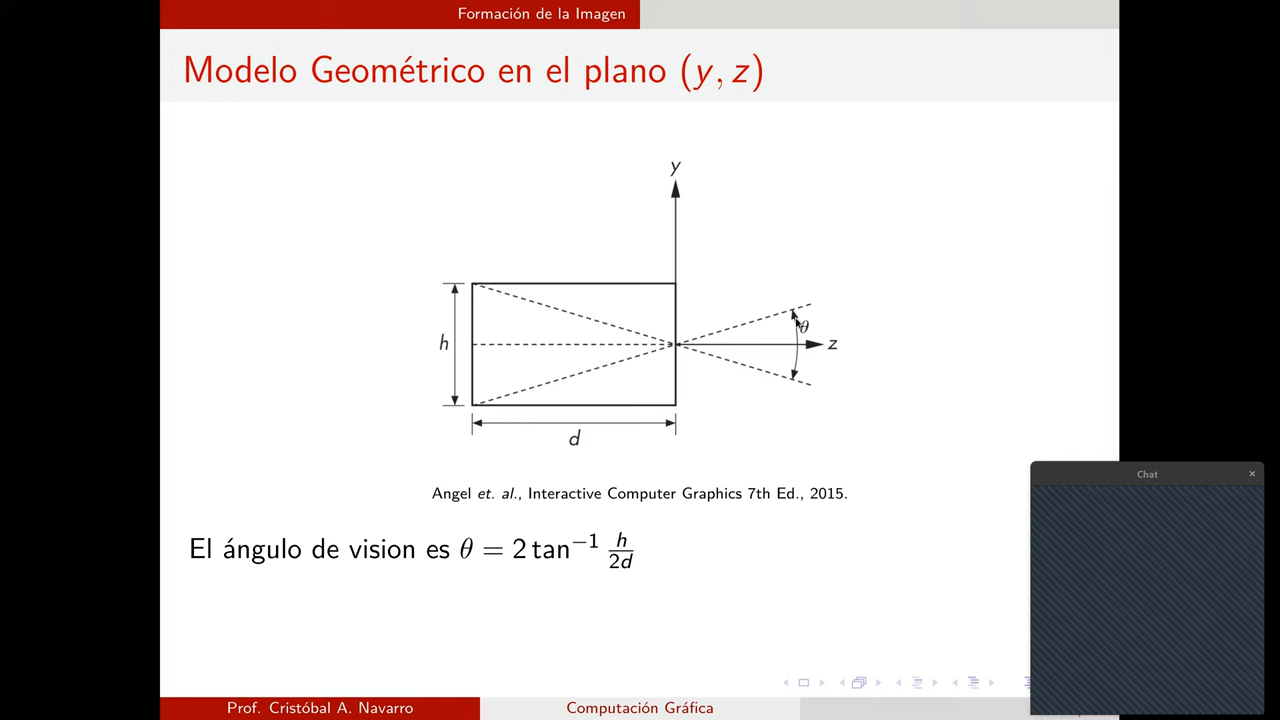 Formación de la Imagen
Modelo Geométrico en el plano (y, z)
y
θ
h
z
d
Chat
Angel et. al., Interactive Computer Graphics 7th Ed., 2015.
El ángulo de vision es θ = 2 tan⁻¹ h/2d
Prof. Cristóbal A. Navarro
Computación Gráfica